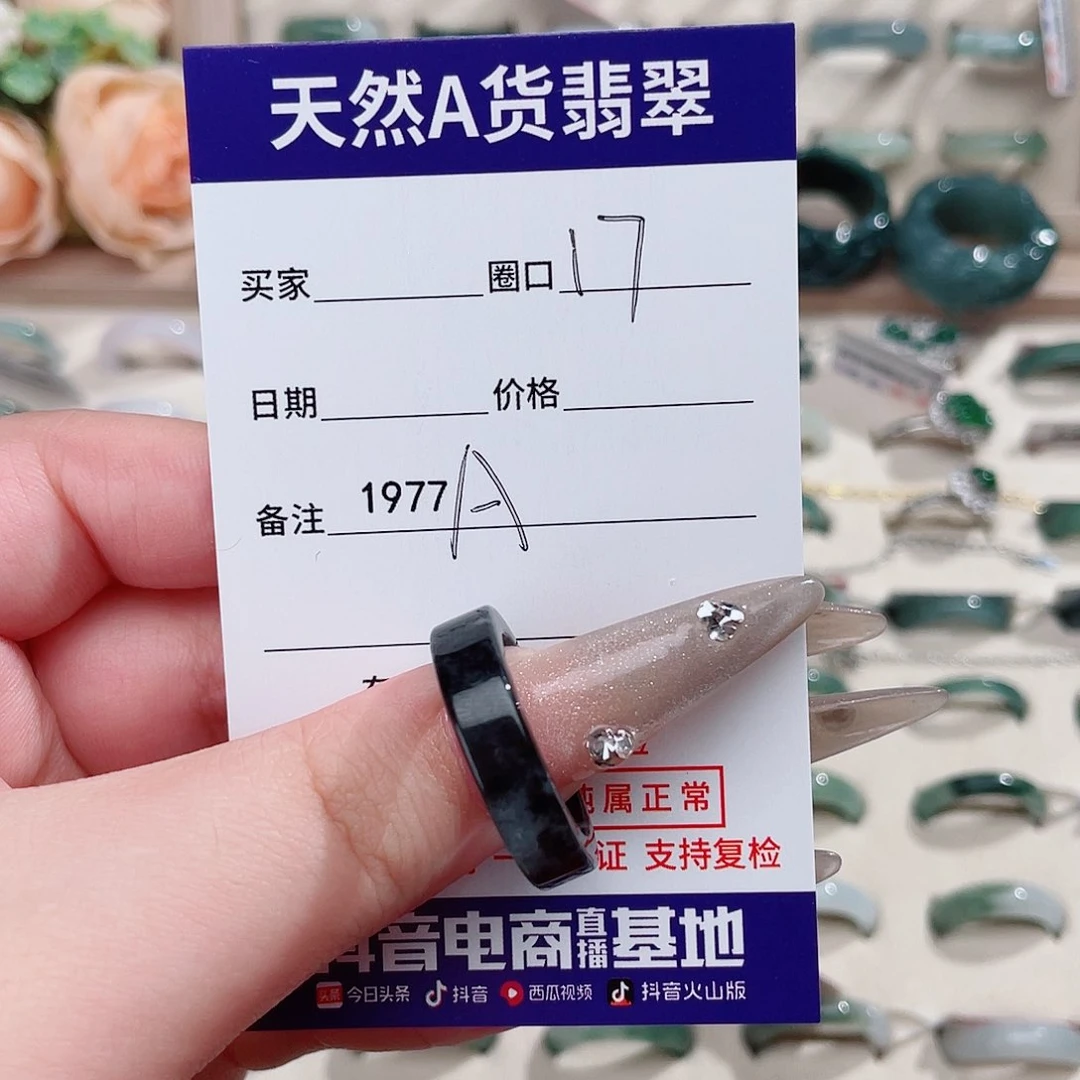 天然A货翡翠
买家 圈口 17
日期 价格
备注 1977 A
属正常
证 支持复检
抖音电商直播基地
今日头条 抖音 西瓜视频 抖音火山版